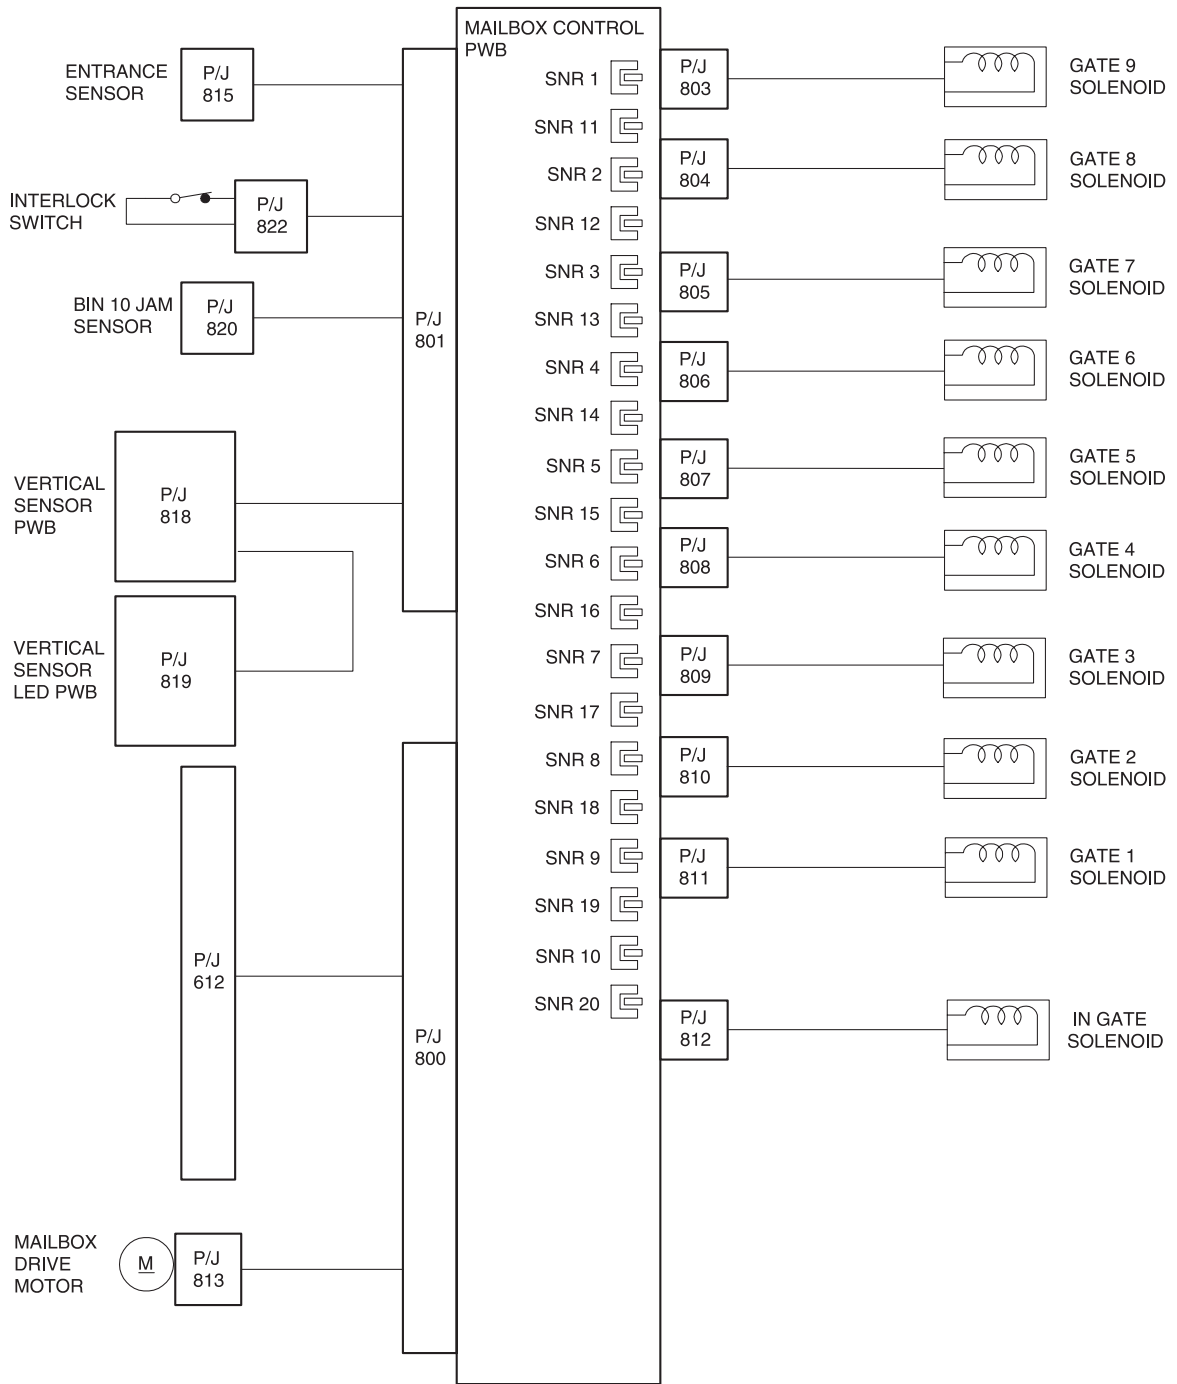 MAILBOX CONTROL
PWB
ENTRANCE
SENSOR
P/J
815
INTERLOCK
SWITCH
P/J
822
BIN 10 JAM
SENSOR
P/J
820
P/J
801
VERTICAL
SENSOR
PWB
P/J
818
VERTICAL
SENSOR
LED PWB
P/J
819
P/J
612
P/J
800
MAILBOX
DRIVE
MOTOR
M
P/J
813
SNR 1
SNR 11
SNR 2
SNR 12
SNR 3
SNR 13
SNR 4
SNR 14
SNR 5
SNR 15
SNR 6
SNR 16
SNR 7
SNR 17
SNR 8
SNR 18
SNR 9
SNR 19
SNR 10
SNR 20
P/J
803
GATE 9
SOLENOID
P/J
804
GATE 8
SOLENOID
P/J
805
GATE 7
SOLENOID
P/J
806
GATE 6
SOLENOID
P/J
807
GATE 5
SOLENOID
P/J
808
GATE 4
SOLENOID
P/J
809
GATE 3
SOLENOID
P/J
810
GATE 2
SOLENOID
P/J
811
GATE 1
SOLENOID
P/J
812
IN GATE
SOLENOID